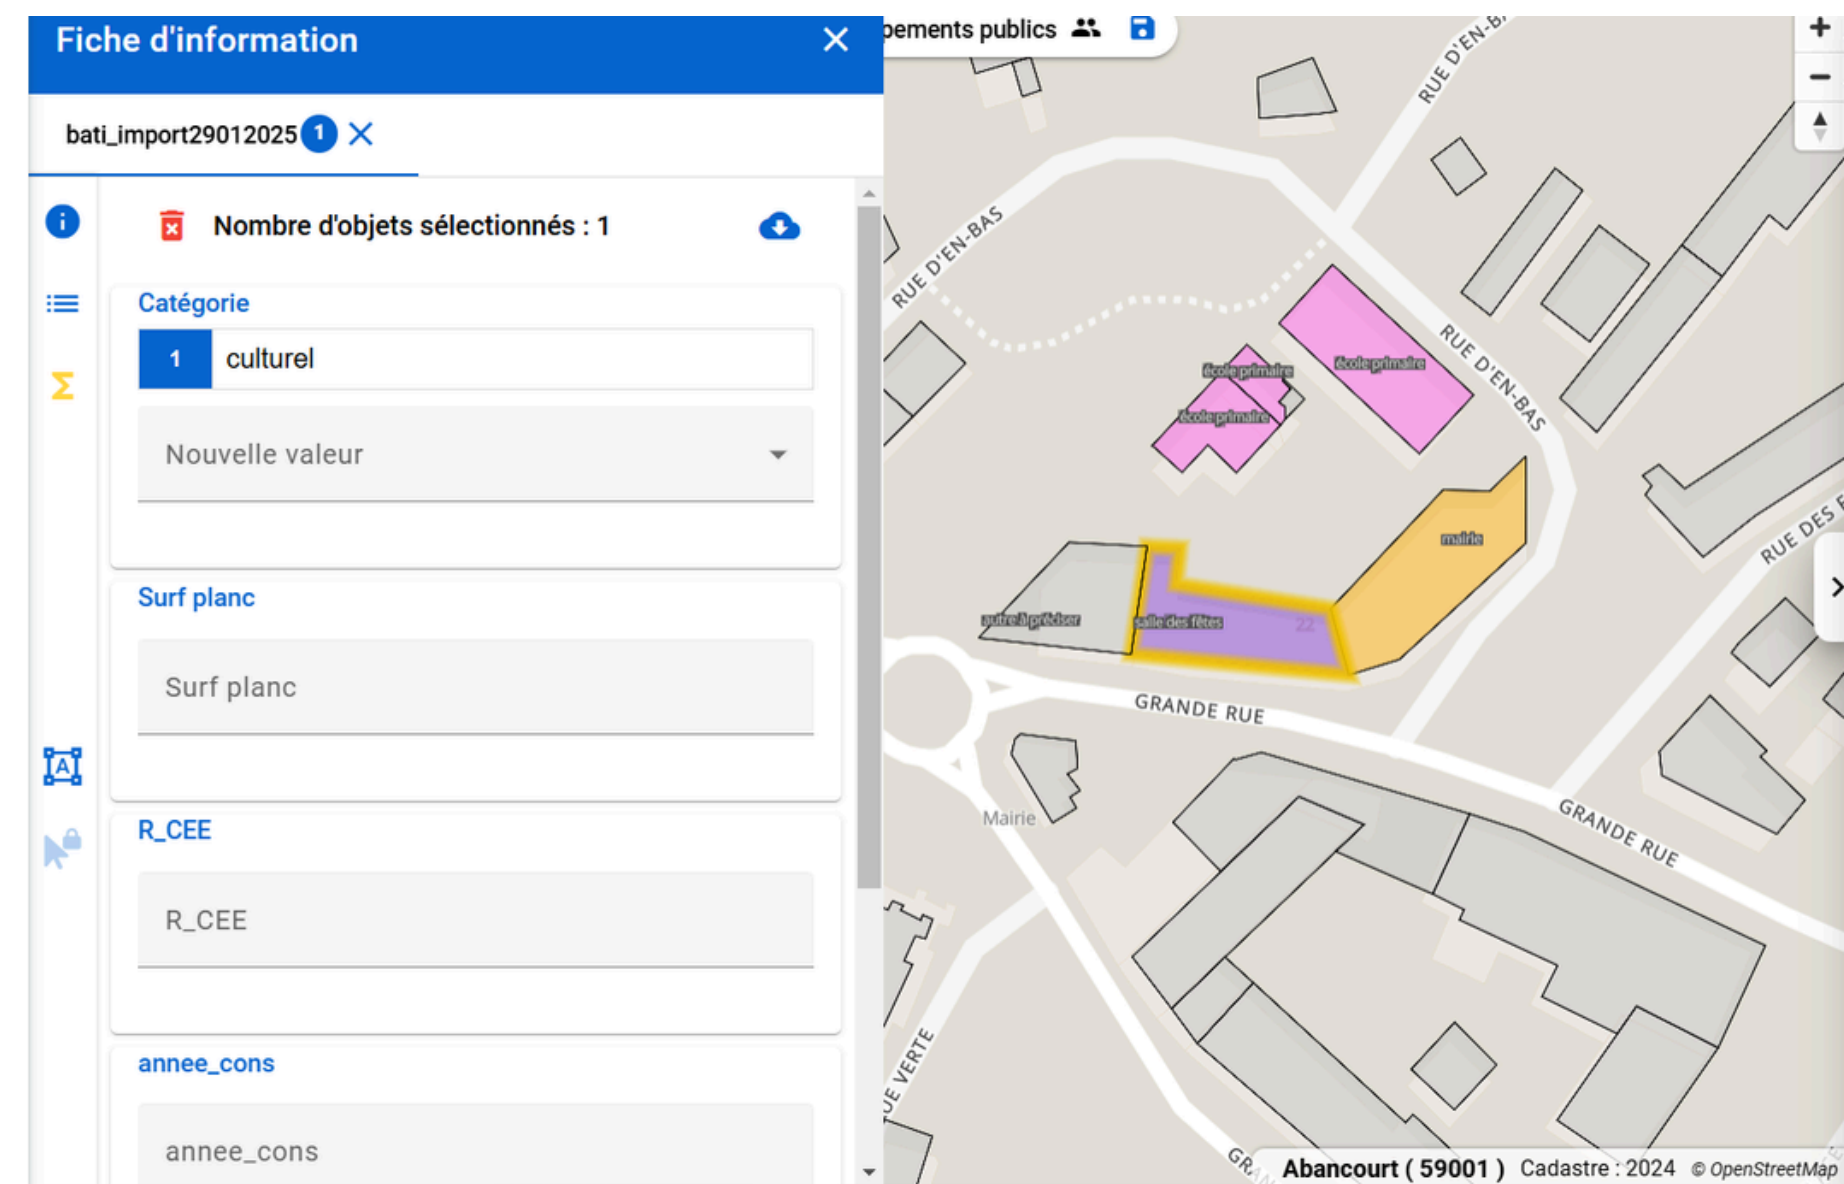 Fiche d'information
bati_import29012025 1
Nombre d'objets sélectionnés : 1
Catégorie
1 culturel
Nouvelle valeur
Surf planc
Surf planc
R_CEE
R_CEE
annee_cons
annee_cons
A
pements publics
RUE D'EN-BAS
RUE D'EN-BAS
RUE D'EN-BAS
école primaire
école primaire
école primaire
mairie
autre à préciser
salle des fêtes
22
RUE DES
GRANDE RUE
Mairie
GRANDE RUE
UE VERTE
GRAN
Abancourt ( 59001 ) Cadastre : 2024 © OpenStreetMap